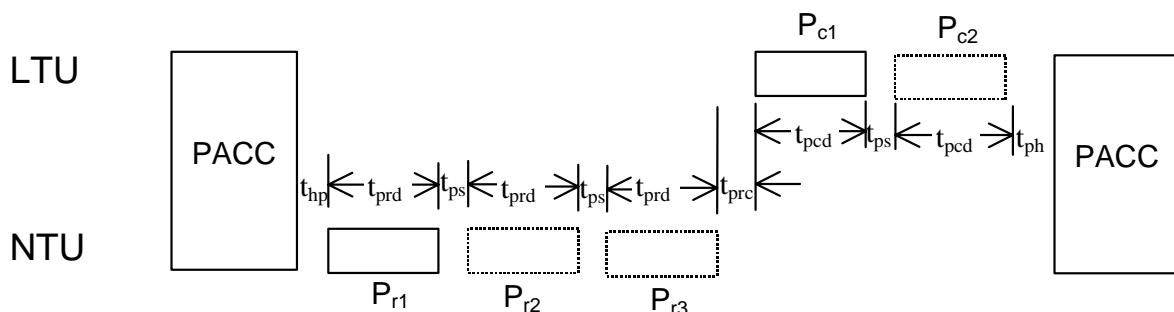 P_c1 P_c2
LTU
PACC PACC
t_pcd t_ps t_pcd t_ph
t_hp t_prd t_ps t_prd t_ps t_prd t_prc
NTU
P_r1 P_r2 P_r3